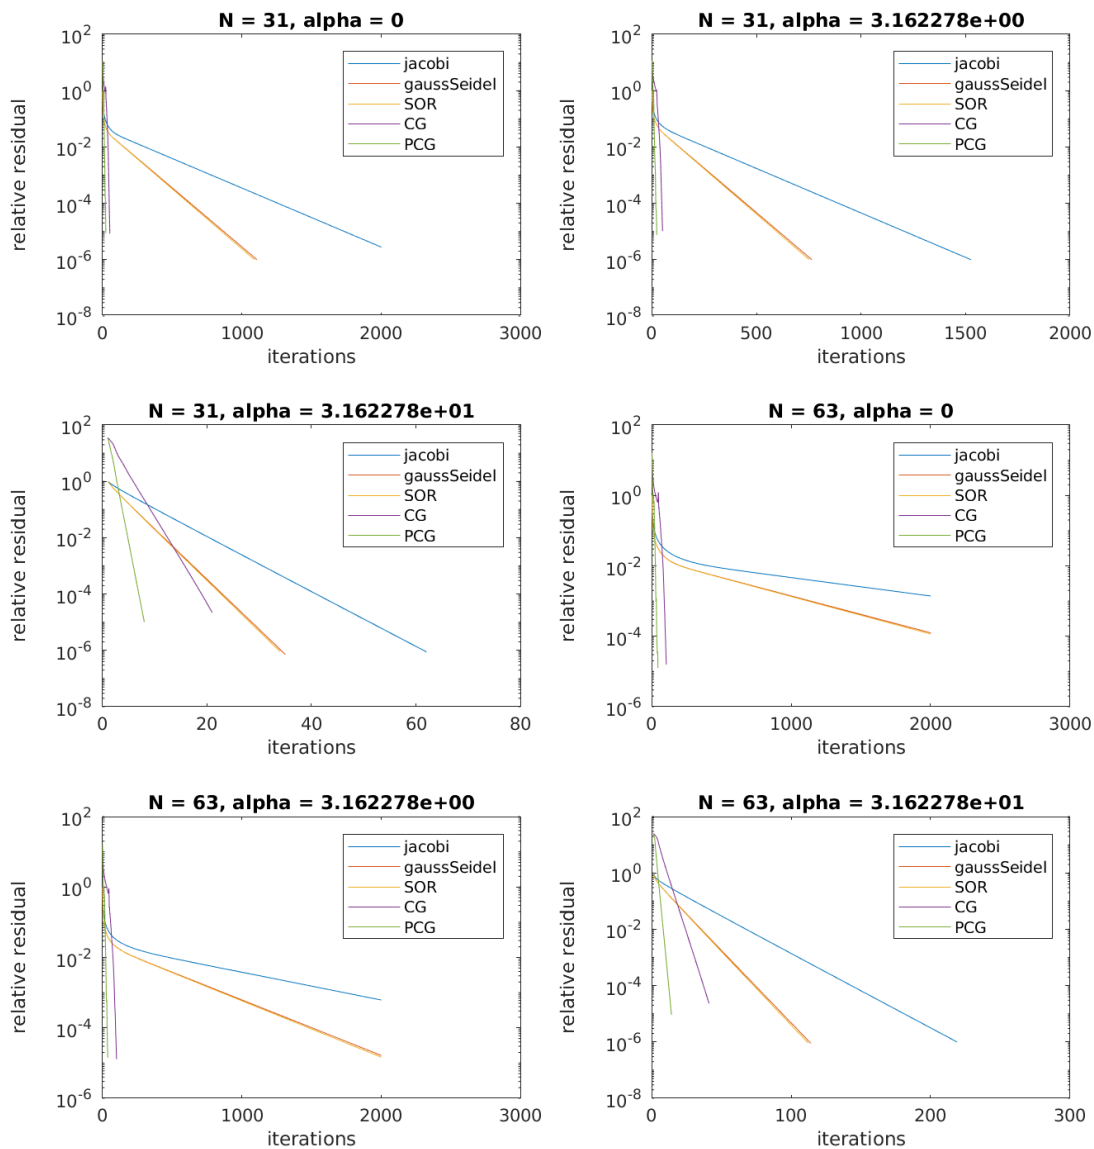 N = 31, alpha = 0
relative residual
10^2
10^0
10^-2
10^-4
10^-6
10^-8
0 1000 2000 3000
iterations
jacobi
gaussSeidel
SOR
CG
PCG
N = 31, alpha = 3.162278e+00
relative residual
10^2
10^0
10^-2
10^-4
10^-6
10^-8
0 500 1000 1500 2000
iterations
jacobi
gaussSeidel
SOR
CG
PCG
N = 31, alpha = 3.162278e+01
relative residual
10^2
10^0
10^-2
10^-4
10^-6
10^-8
0 20 40 60 80
iterations
jacobi
gaussSeidel
SOR
CG
PCG
N = 63, alpha = 0
relative residual
10^2
10^0
10^-2
10^-4
10^-6
0 1000 2000 3000
iterations
jacobi
gaussSeidel
SOR
CG
PCG
N = 63, alpha = 3.162278e+00
relative residual
10^2
10^0
10^-2
10^-4
10^-6
0 1000 2000 3000
iterations
jacobi
gaussSeidel
SOR
CG
PCG
N = 63, alpha = 3.162278e+01
relative residual
10^2
10^0
10^-2
10^-4
10^-6
10^-8
0 100 200 300
iterations
jacobi
gaussSeidel
SOR
CG
PCG